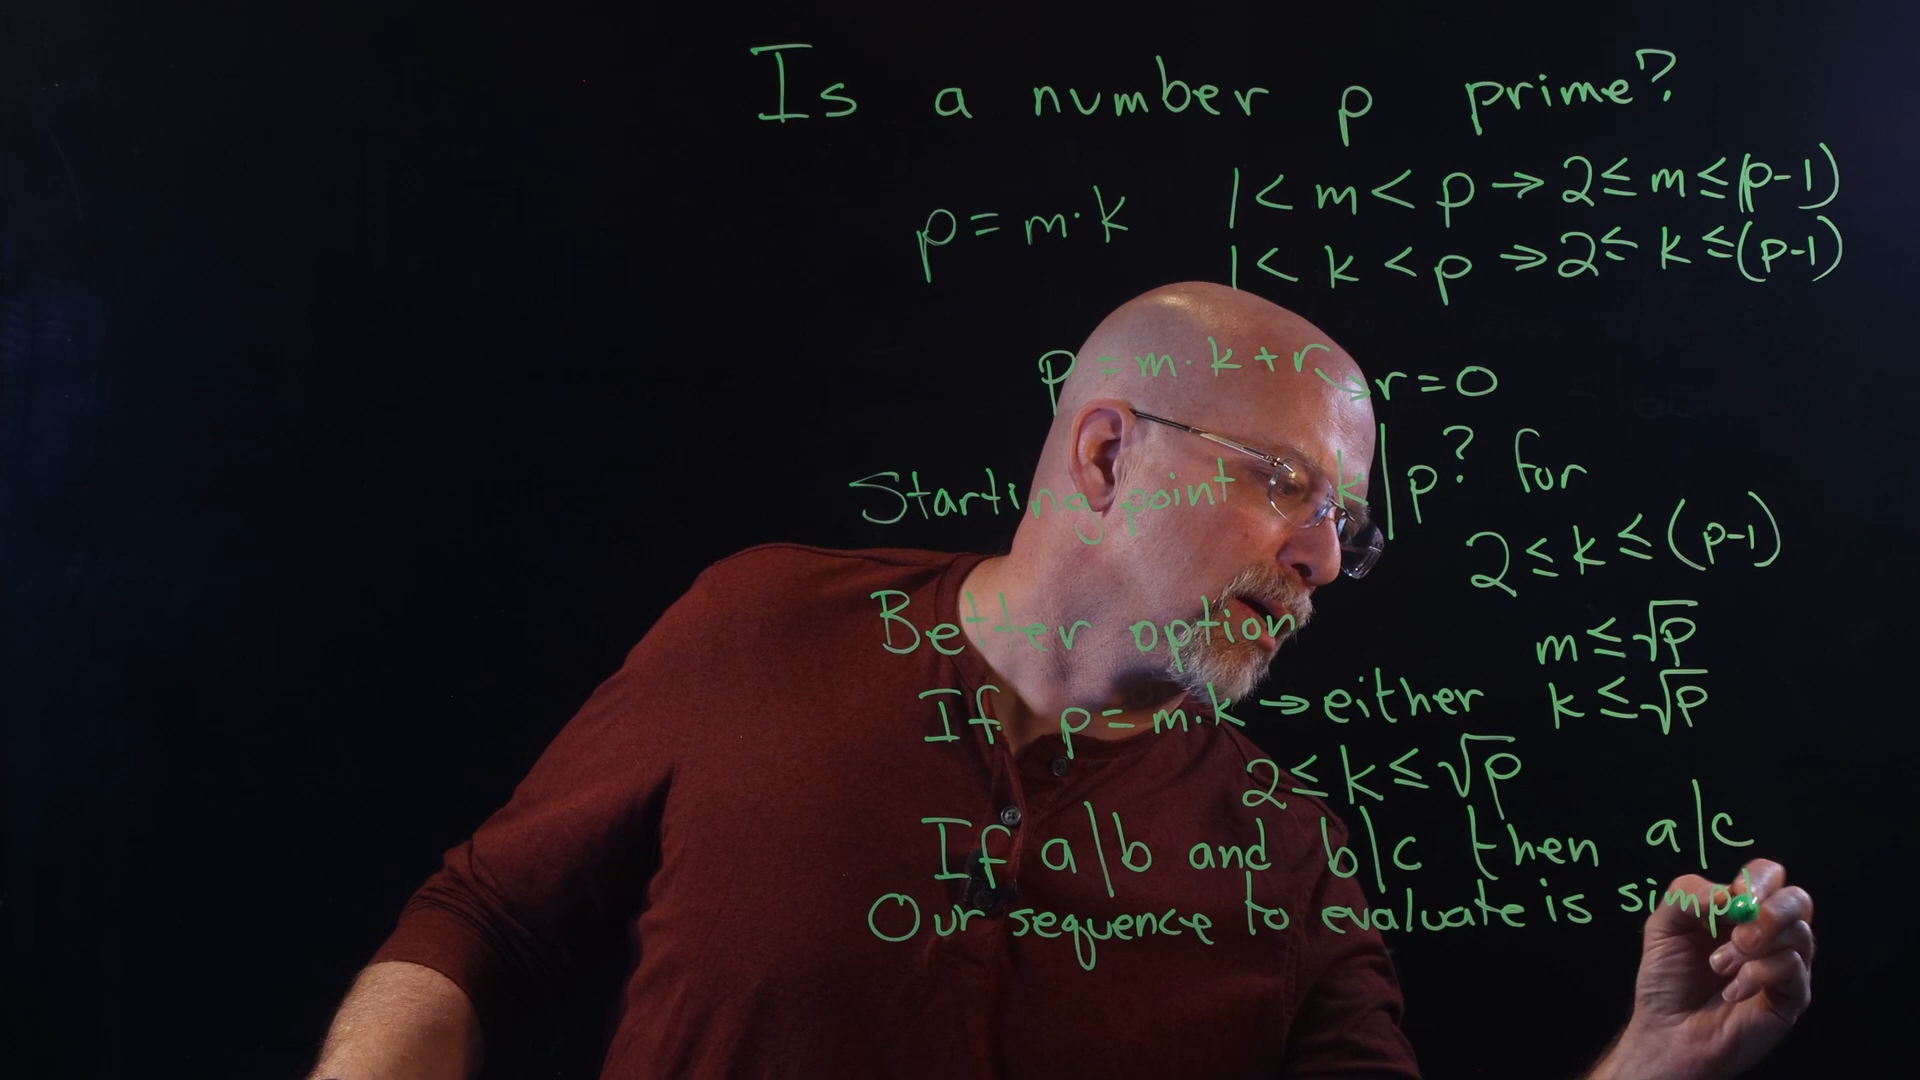 Is a number p prime?
p = m·k 1 < m < p → 2 ≤ m ≤ (p-1)
1 < k < p → 2 ≤ k ≤ (p-1)
p = m·k + r → r = 0
Starting point k|p? for
2 ≤ k ≤ (p-1)
Better option
m ≤ √p
If p = m·k → either k ≤ √p
2 ≤ k ≤ √p
If a|b and b|c then a|c
Our sequence to evaluate is simpl